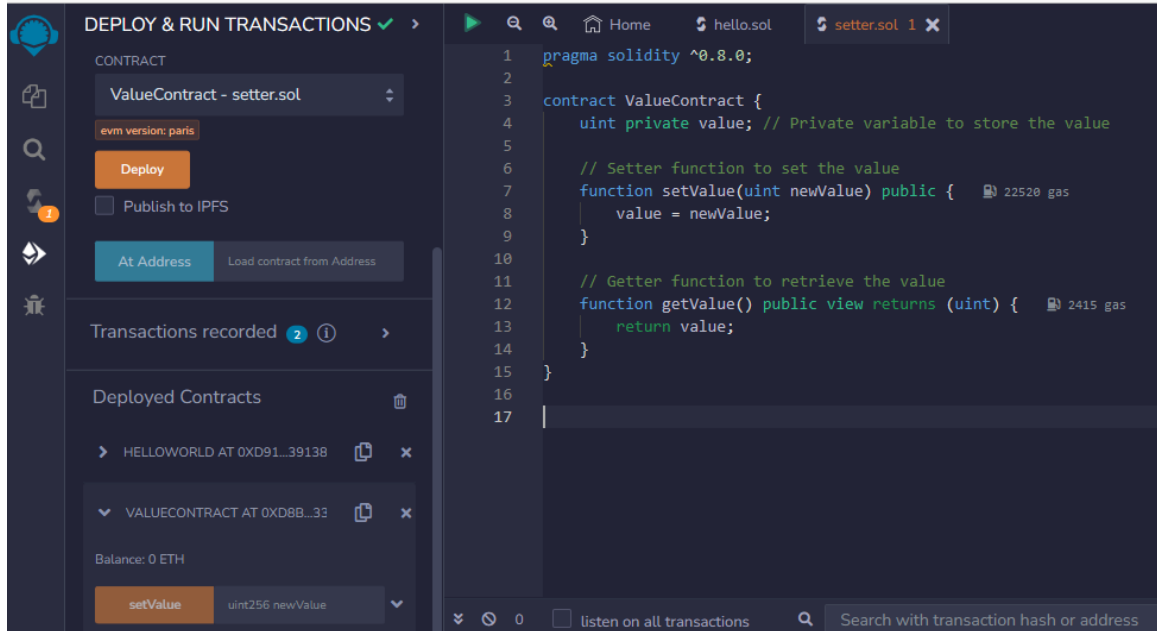 DEPLOY & RUN TRANSACTIONS
CONTRACT
ValueContract - setter.sol
evm version: paris
Deploy
Publish to IPFS
At Address
Load contract from Address
Transactions recorded 2
Deployed Contracts
HELLOWORLD AT 0XD91...39138
VALUECONTRACT AT 0XD8B...33
Balance: 0 ETH
setValue
uint256 newValue
1
Home
hello.sol
setter.sol 1
1 pragma solidity ^0.8.0;
2
3 contract ValueContract {
4 uint private value; // Private variable to store the value
5
6 // Setter function to set the value
7 function setValue(uint newValue) public { 22520 gas
8 value = newValue;
9 }
10
11 // Getter function to retrieve the value
12 function getValue() public view returns (uint) { 2415 gas
13 return value;
14 }
15 }
16
17
0
listen on all transactions
Search with transaction hash or address